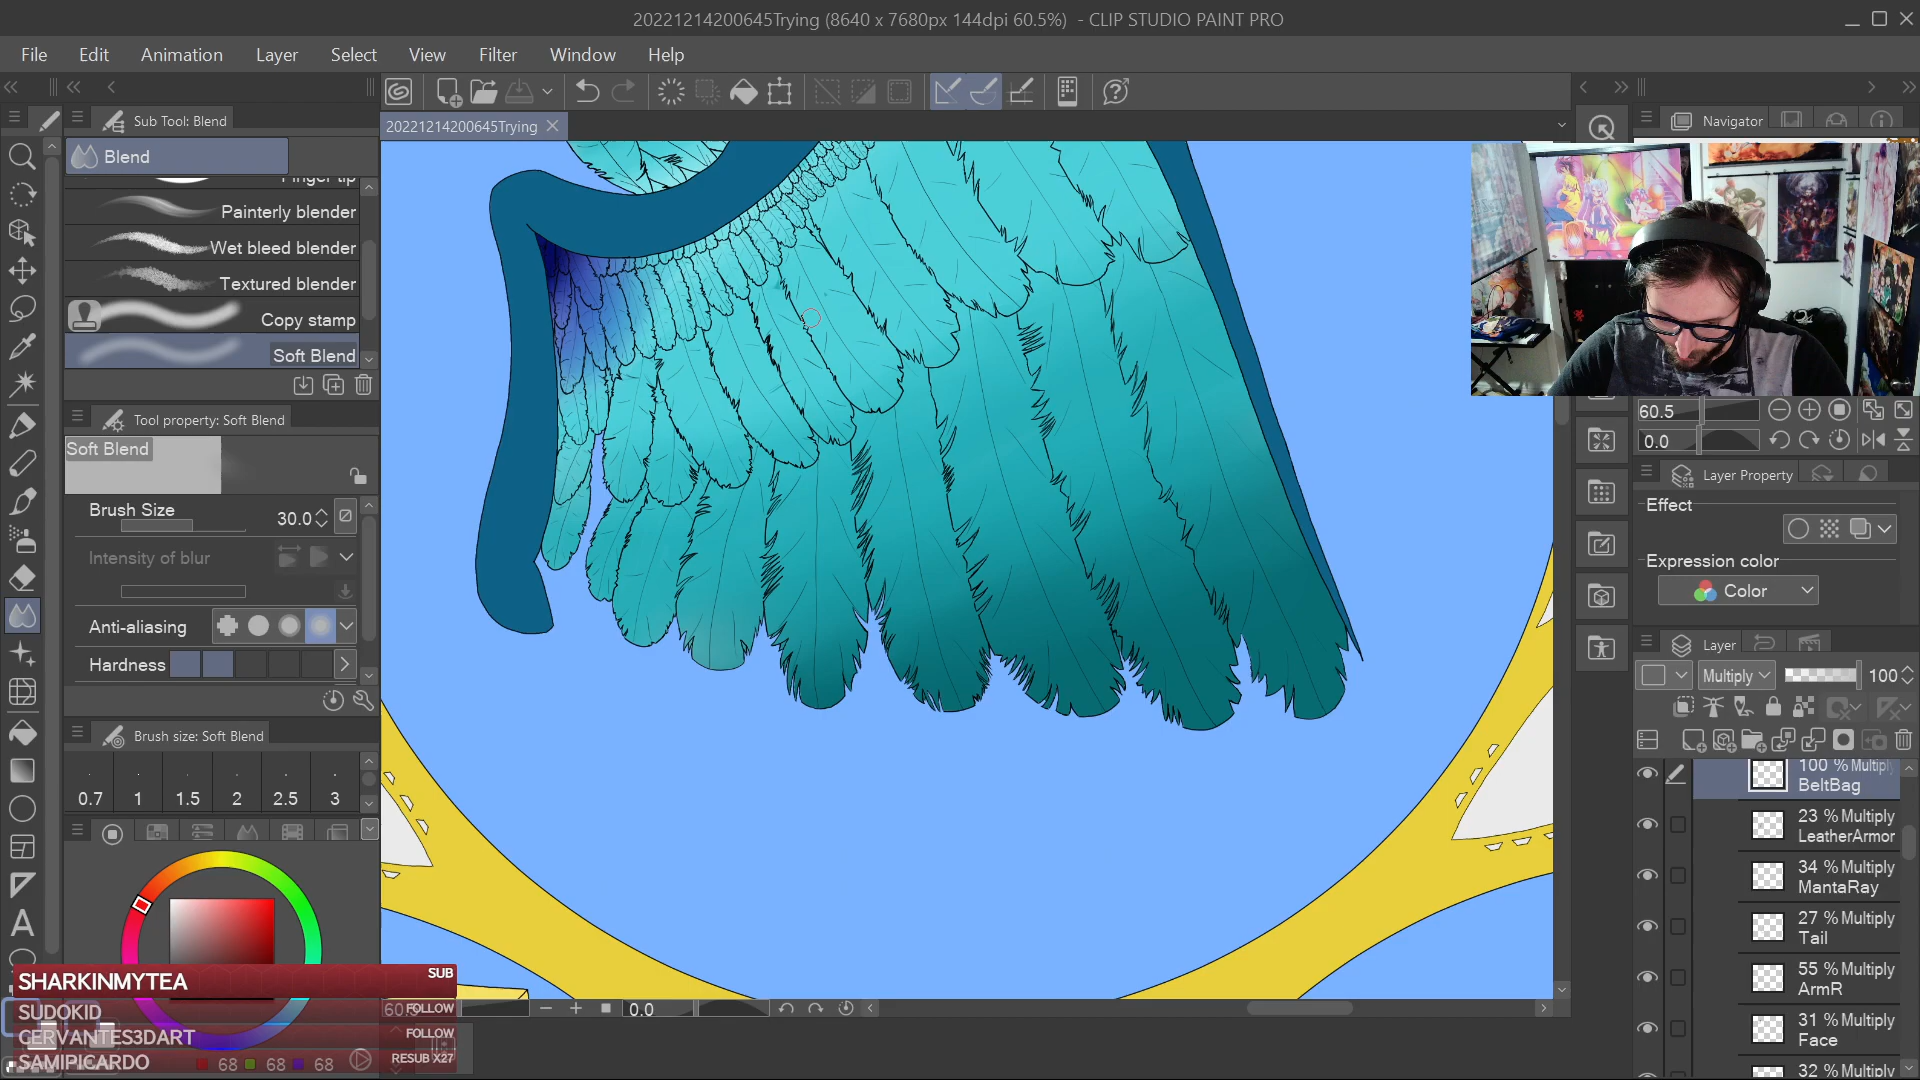 20221214200645Trying (8640 x 7680px 144dpi 60.5%) - CLIP STUDIO PAINT PRO
File Edit Animation Layer Select View Filter Window Help
Sub Tool: Blend
20221214200645Trying
Navigator
Blend
Finger tip
Painterly blender
Wet bleed blender
Textured blender
Copy stamp
Soft Blend
Tool property: Soft Blend
Soft Blend
Brush Size 30.0
Intensity of blur
Anti-aliasing
Hardness
Brush size: Soft Blend
0.7 1 1.5 2 2.5 3
60.5
0.0
Layer Property
Effect
Expression color
Color
Layer
Multiply 100
100 % Multiply
BeltBag
23 % Multiply
LeatherArmor
34 % Multiply
MantaRay
27 % Multiply
Tail
55 % Multiply
ArmR
31 % Multiply
Face
32 % Multiply
SHARKINMYTEA SUB
SUDOKID FOLLOW
CERVANTES3DART FOLLOW
SAMIPICARDO RESUB X27
68 68 68
60.5 0.0